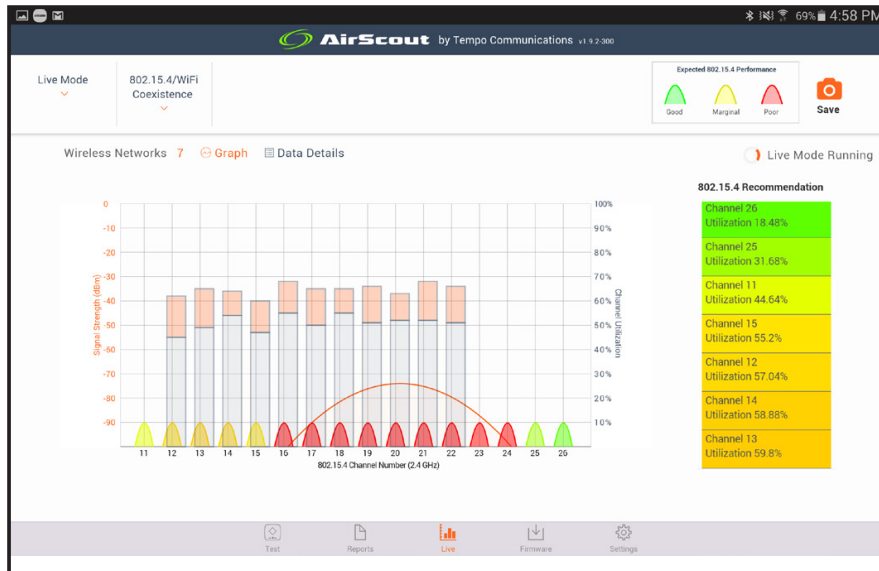 69% 4:58 PM
AirScout by Tempo Communications v1.9.2-300
Live Mode
802.15.4/WiFi
Coexistence
Expected 802.15.4 Performance
Good Marginal Poor
Save
Wireless Networks 7 Graph Data Details
Live Mode Running
802.15.4 Recommendation
Channel 26
Utilization 18.48%
Channel 25
Utilization 31.68%
Channel 11
Utilization 44.64%
Channel 15
Utilization 55.2%
Channel 12
Utilization 57.04%
Channel 14
Utilization 58.88%
Channel 13
Utilization 59.8%
Signal Strength (dBm)
0
-10
-20
-30
-40
-50
-60
-70
-80
-90
100%
90%
80%
70%
60%
50%
40%
30%
20%
10%
Channel Utilization
11 12 13 14 15 16 17 18 19 20 21 22 23 24 25 26
802.15.4 Channel Number (2.4 GHz)
Test Reports Live Firmware Settings